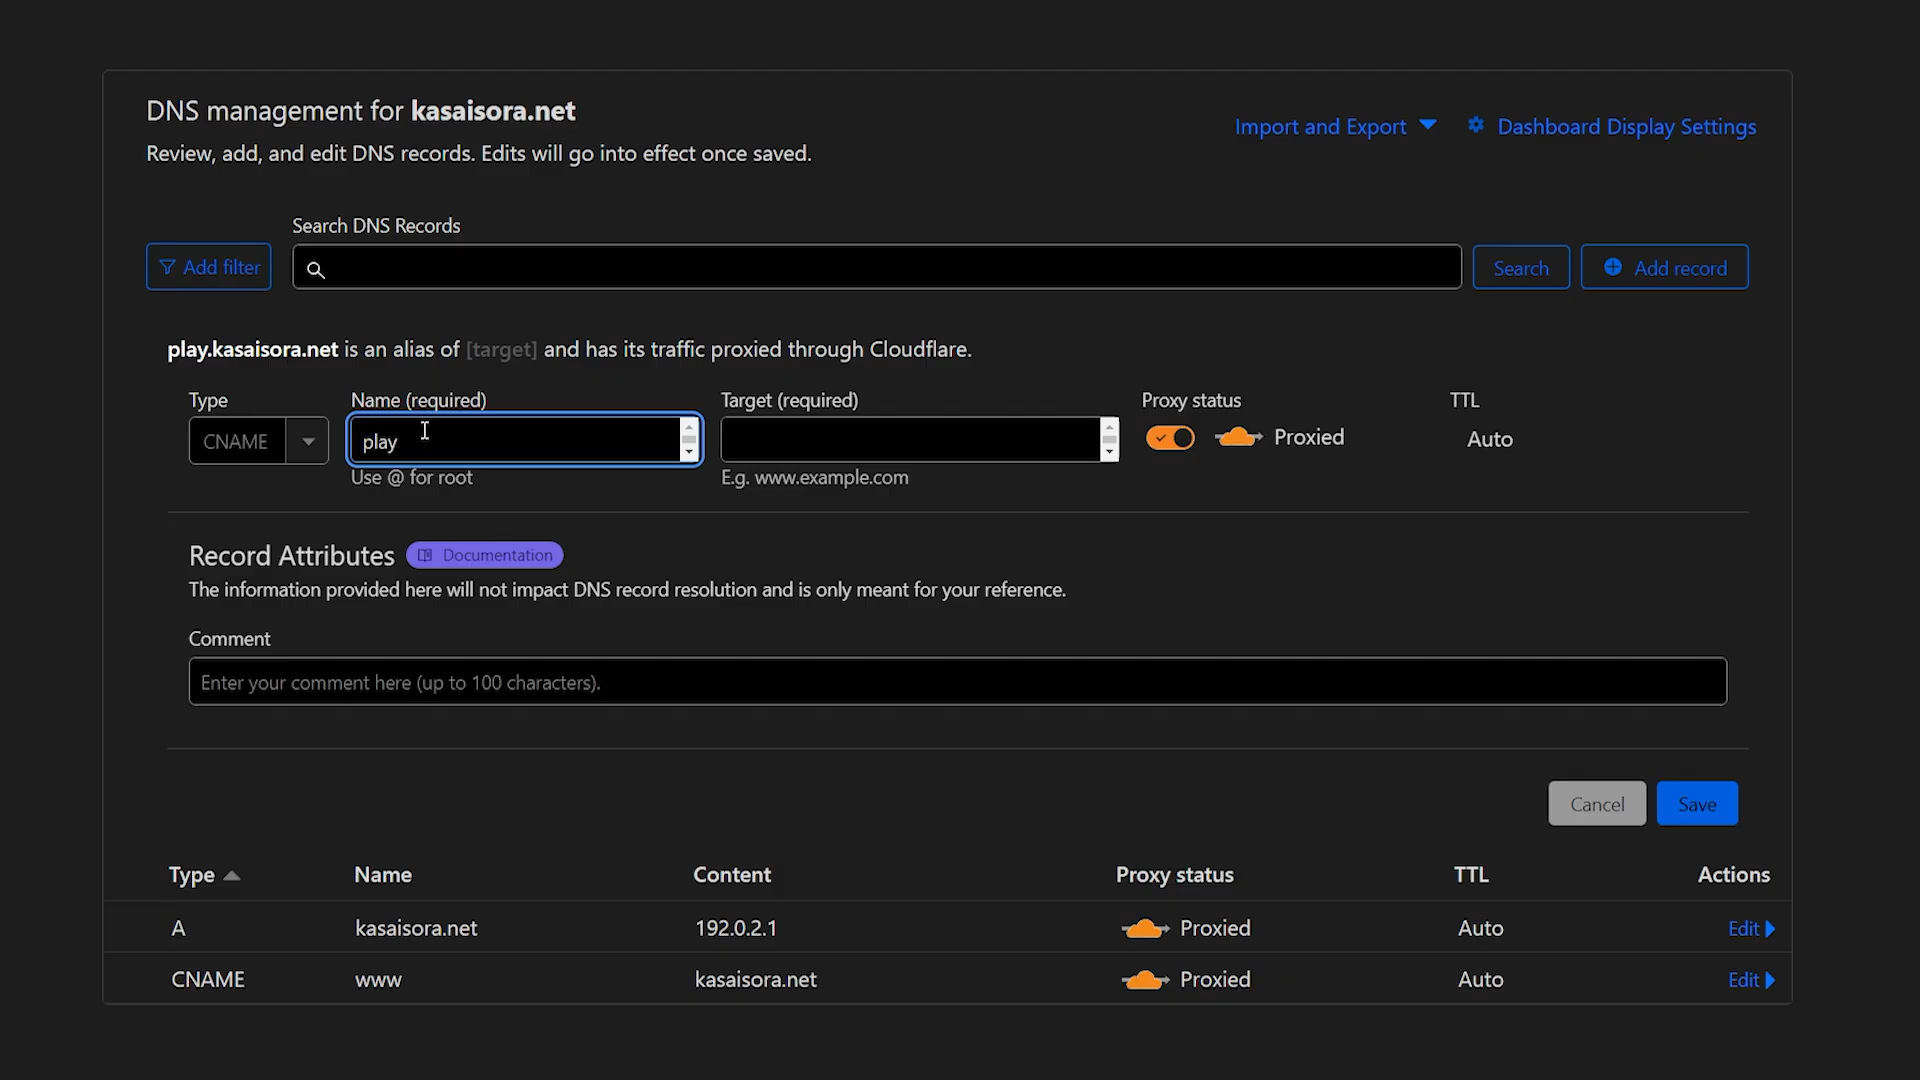 DNS management for kasaisora.net
Import and Export
Dashboard Display Settings
Review, add, and edit DNS records. Edits will go into effect once saved.
Search DNS Records
Add filter
Search
Add record
play.kasaisora.net is an alias of [target] and has its traffic proxied through Cloudflare.
Type
Name (required)
Target (required)
Proxy status
TTL
CNAME
play
Proxied
Auto
Use @ for root
E.g. www.example.com
Record Attributes
Documentation
The information provided here will not impact DNS record resolution and is only meant for your reference.
Comment
Enter your comment here (up to 100 characters).
Cancel
Save
Type Name Content Proxy status TTL Actions
A kasaisora.net 192.0.2.1 Proxied Auto Edit
CNAME www kasaisora.net Proxied Auto Edit